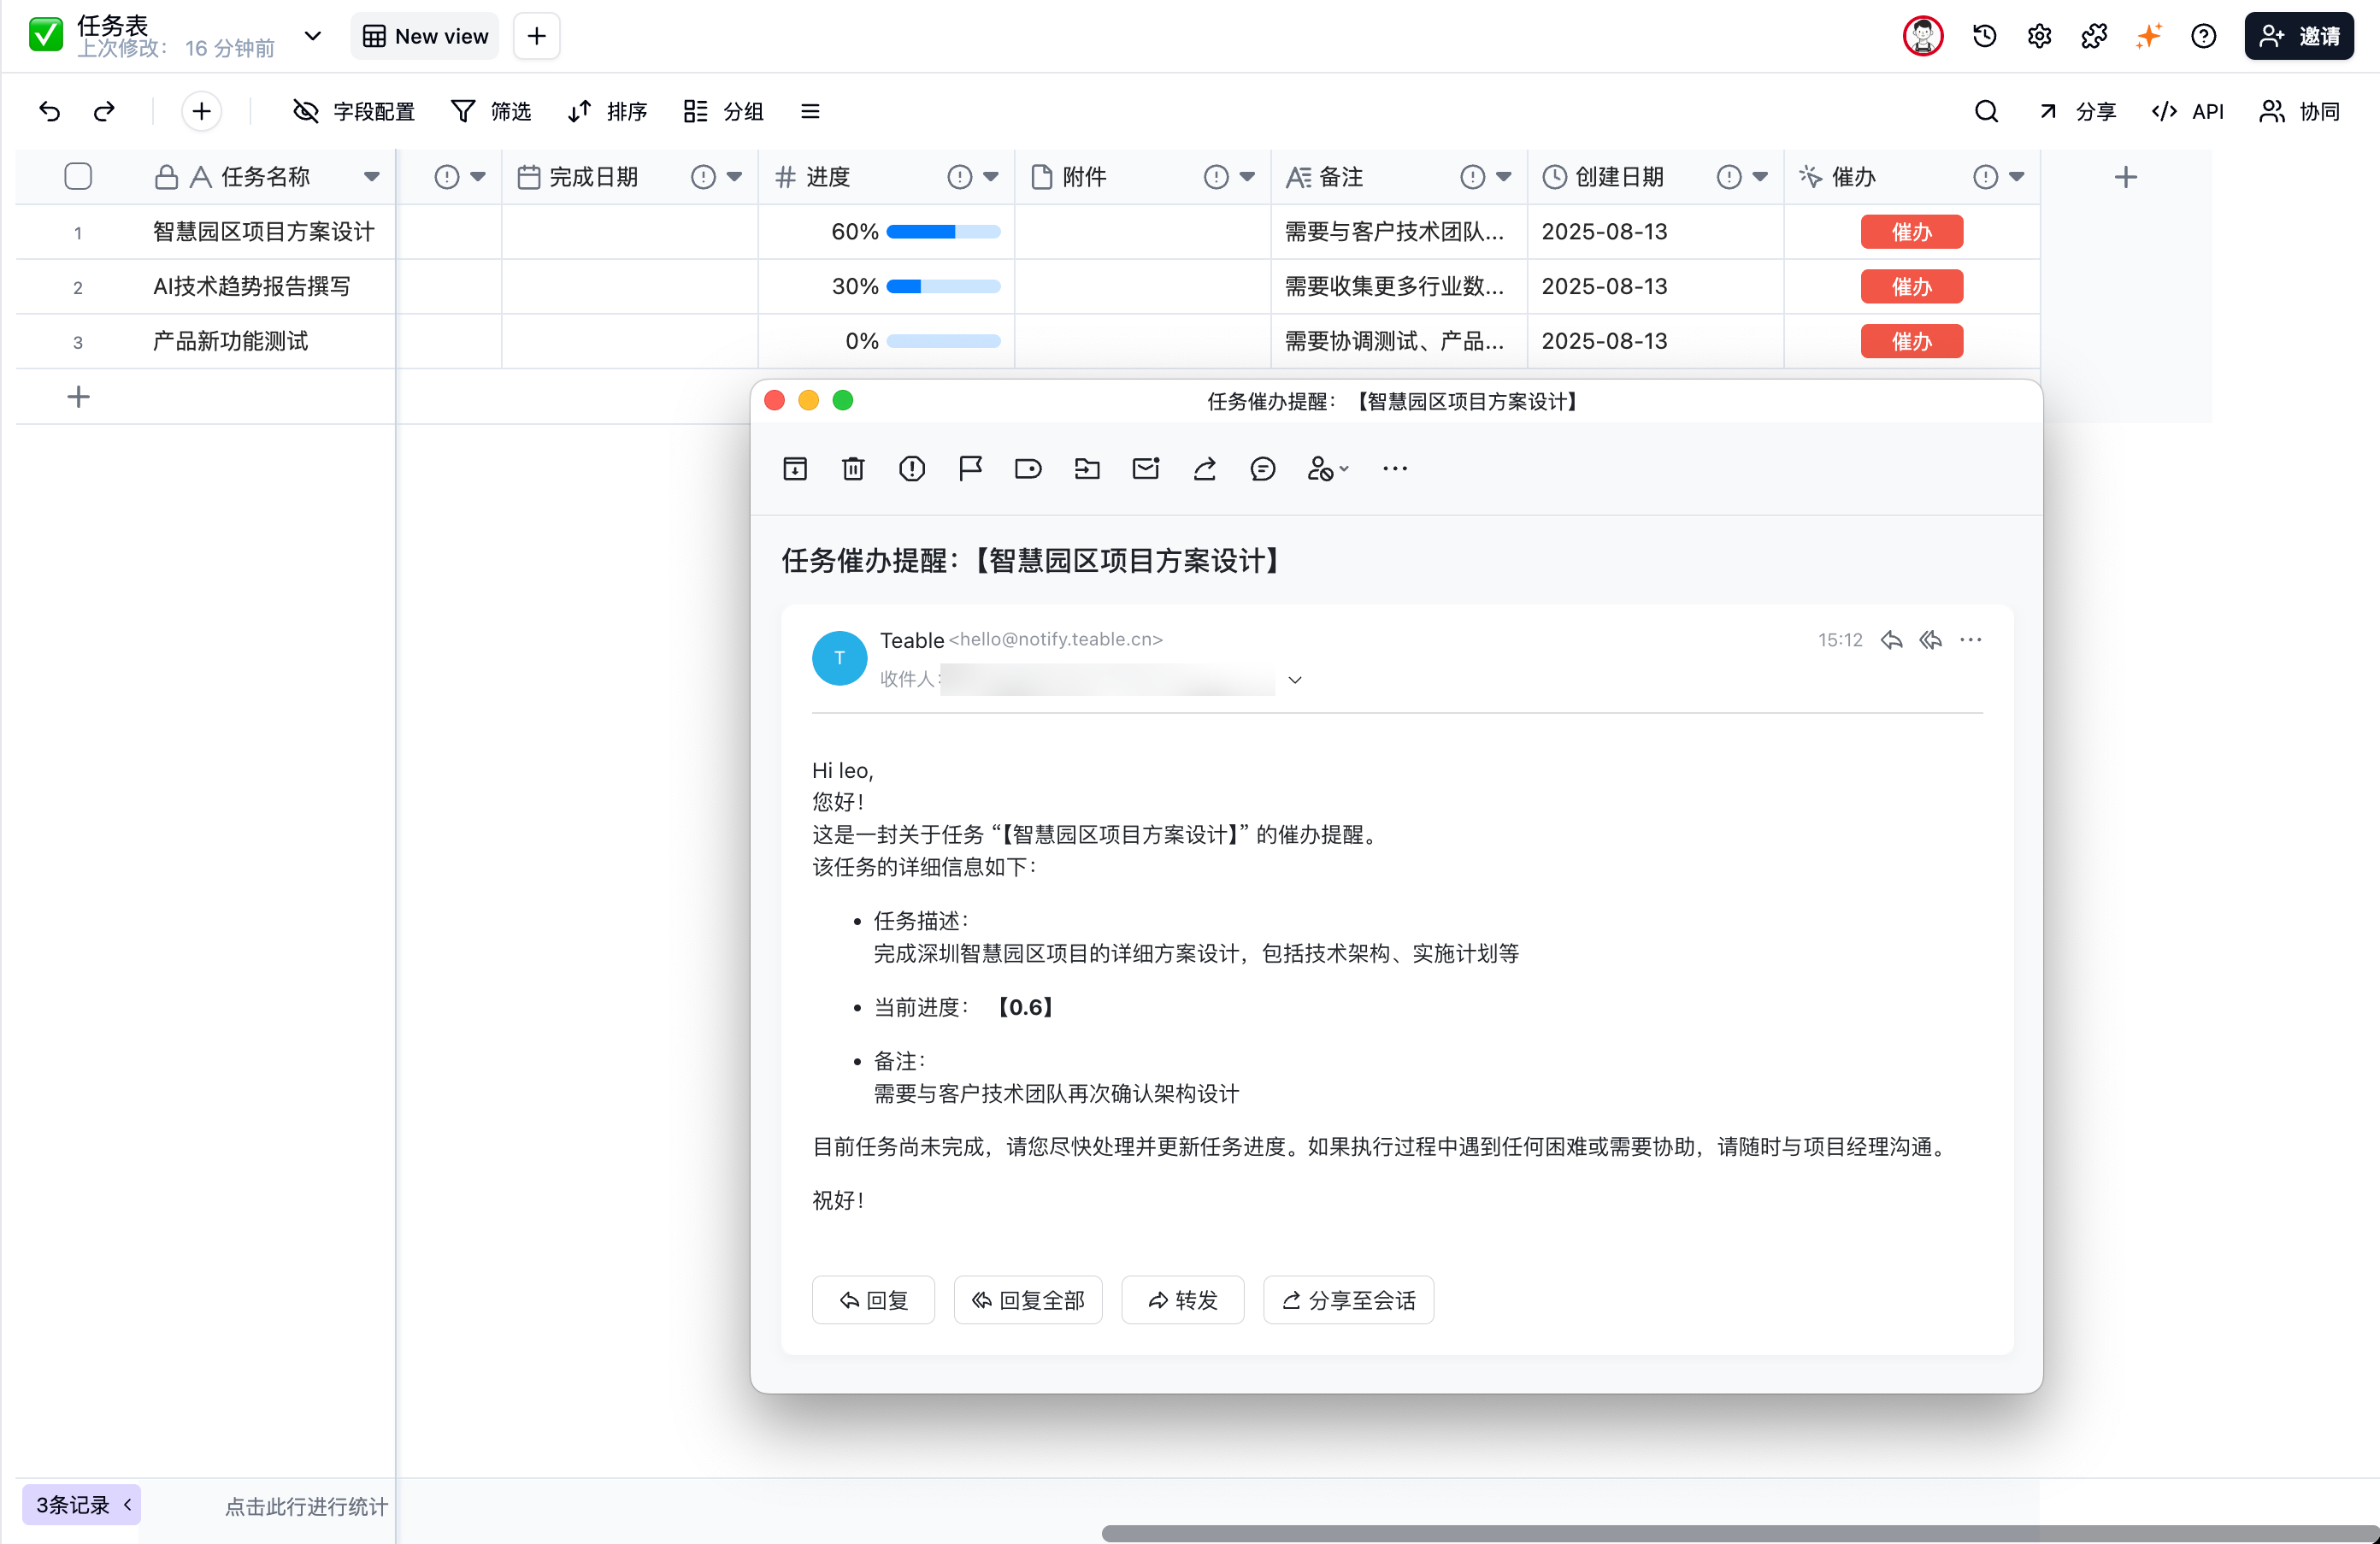 任务表
上次修改： 16 分钟前
New view
邀请
字段配置 筛选 排序 分组
分享 API 协同
任务名称 完成日期 进度 附件 备注 创建日期 催办
1 智慧园区项目方案设计 60% 需要与客户技术团队... 2025-08-13 催办
2 AI技术趋势报告撰写 30% 需要收集更多行业数... 2025-08-13 催办
3 产品新功能测试 0% 需要协调测试、产品... 2025-08-13 催办
任务催办提醒：【智慧园区项目方案设计】
任务催办提醒：【智慧园区项目方案设计】
T
Teable <hello@notify.teable.cn> 15:12
收件人：
Hi leo,
您好！
这是一封关于任务 “【智慧园区项目方案设计】” 的催办提醒。
该任务的详细信息如下：
• 任务描述：
完成深圳智慧园区项目的详细方案设计，包括技术架构、实施计划等
• 当前进度： 【0.6】
• 备注：
需要与客户技术团队再次确认架构设计
目前任务尚未完成，请您尽快处理并更新任务进度。如果执行过程中遇到任何困难或需要协助，请随时与项目经理沟通。
祝好！
回复 回复全部 转发 分享至会话
3条记录 点击此行进行统计